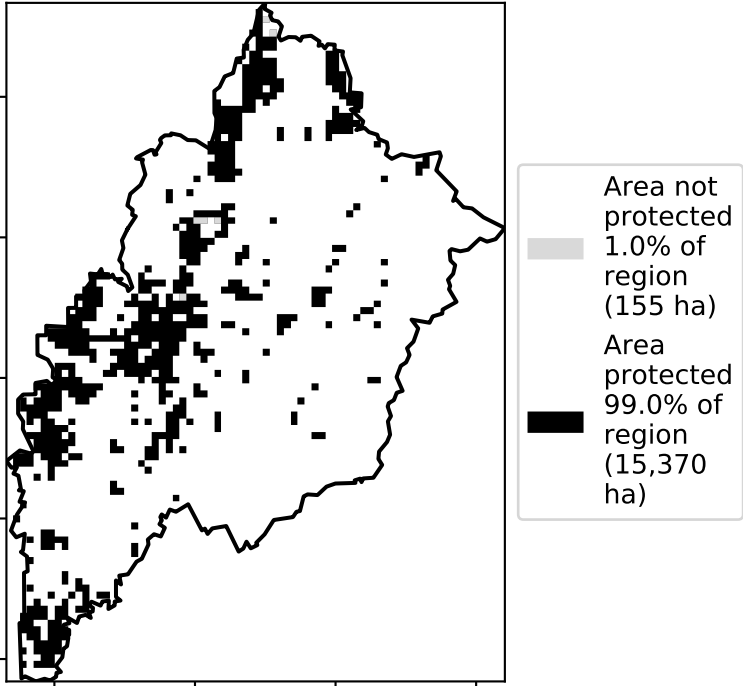 Area not
protected
1.0% of
region
(155 ha)
Area
protected
99.0% of
region
(15,370
ha)